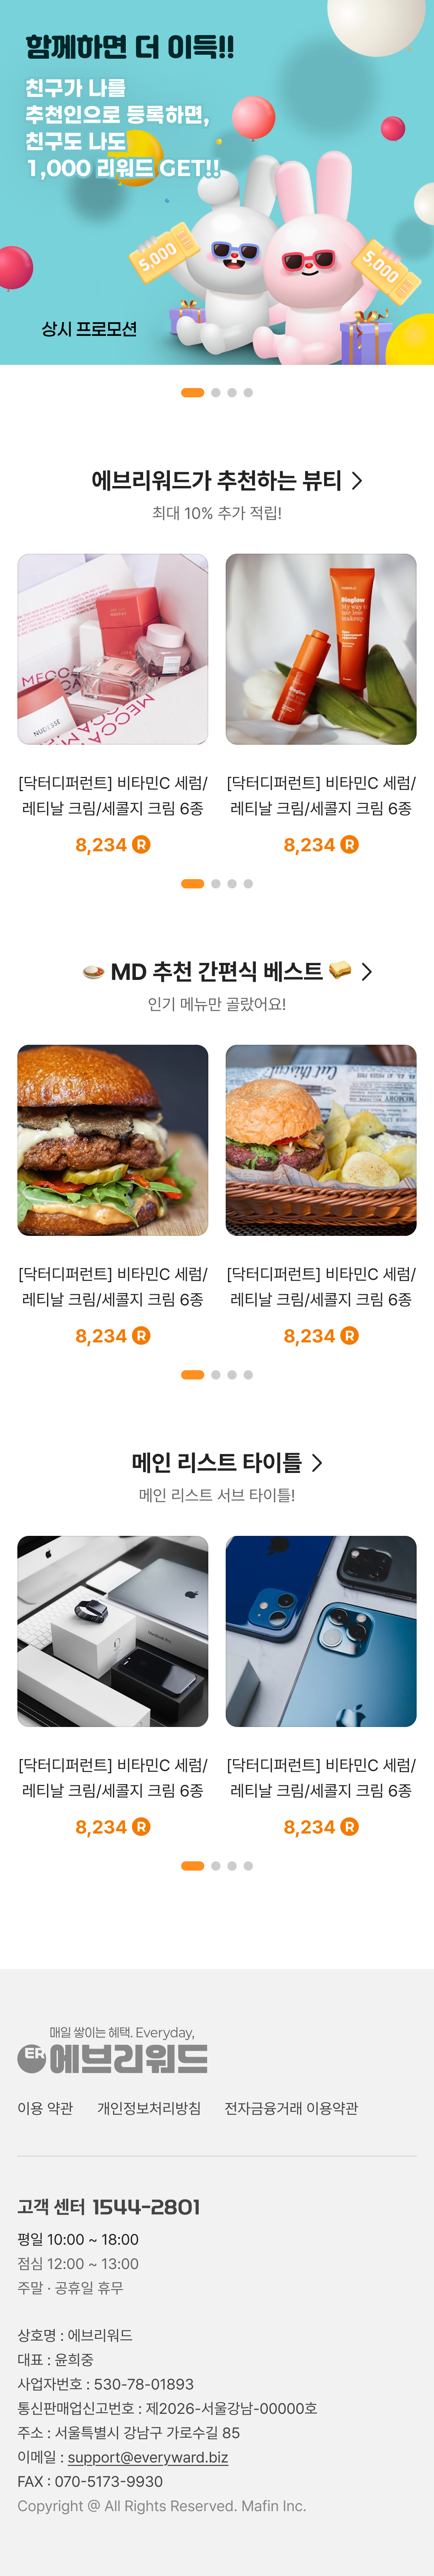 함께하면 더 이득!!
친구가 나를
추천인으로 등록하면,
친구도 나도
1,000 리워드 GET!!
5,000
5,000
상시 프로모션
에브리워드가 추천하는 뷰티
최대 10% 추가 적립!
MECCA
NUDESSE
Bioglow
My way to
[닥터디퍼런트] 비타민C 세럼/
레티날 크림/세콜지 크림 6종
8,234 R
[닥터디퍼런트] 비타민C 세럼/
레티날 크림/세콜지 크림 6종
8,234 R
MD 추천 간편식 베스트
인기 메뉴만 골랐어요!
[닥터디퍼런트] 비타민C 세럼/
레티날 크림/세콜지 크림 6종
8,234 R
[닥터디퍼런트] 비타민C 세럼/
레티날 크림/세콜지 크림 6종
8,234 R
메인 리스트 타이틀
메인 리스트 서브 타이틀!
[닥터디퍼런트] 비타민C 세럼/
레티날 크림/세콜지 크림 6종
8,234 R
[닥터디퍼런트] 비타민C 세럼/
레티날 크림/세콜지 크림 6종
8,234 R
매일 쌓이는 혜택. Everyday,
ER 에브리워드
이용 약관 개인정보처리방침 전자금융거래 이용약관
고객 센터 1544-2801
평일 10:00 ~ 18:00
점심 12:00 ~ 13:00
주말 · 공휴일 휴무
상호명 : 에브리워드
대표 : 윤희중
사업자번호 : 530-78-01893
통신판매업신고번호 : 제2026-서울강남-00000호
주소 : 서울특별시 강남구 가로수길 85
이메일 : support@everyward.biz
FAX : 070-5173-9930
Copyright @ All Rights Reserved. Mafin Inc.